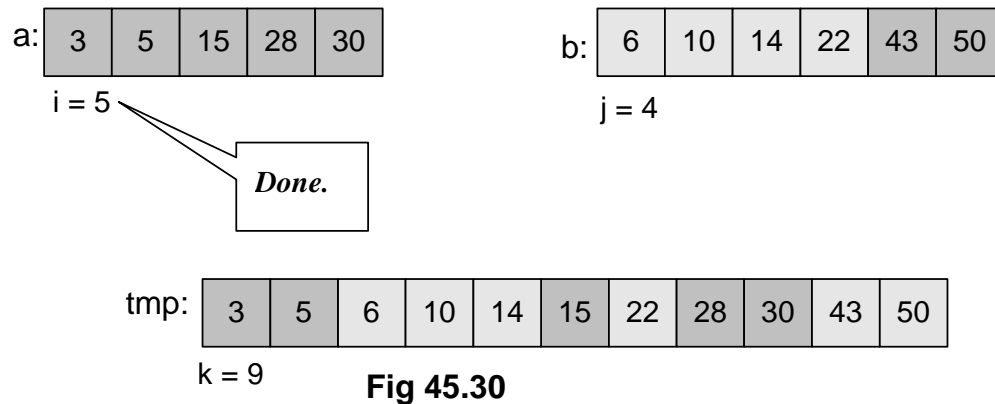 a: 3 5 15 28 30
b: 6 10 14 22 43 50
i = 5
j = 4
Done.
tmp: 3 5 6 10 14 15 22 28 30 43 50
k = 9
Fig 45.30